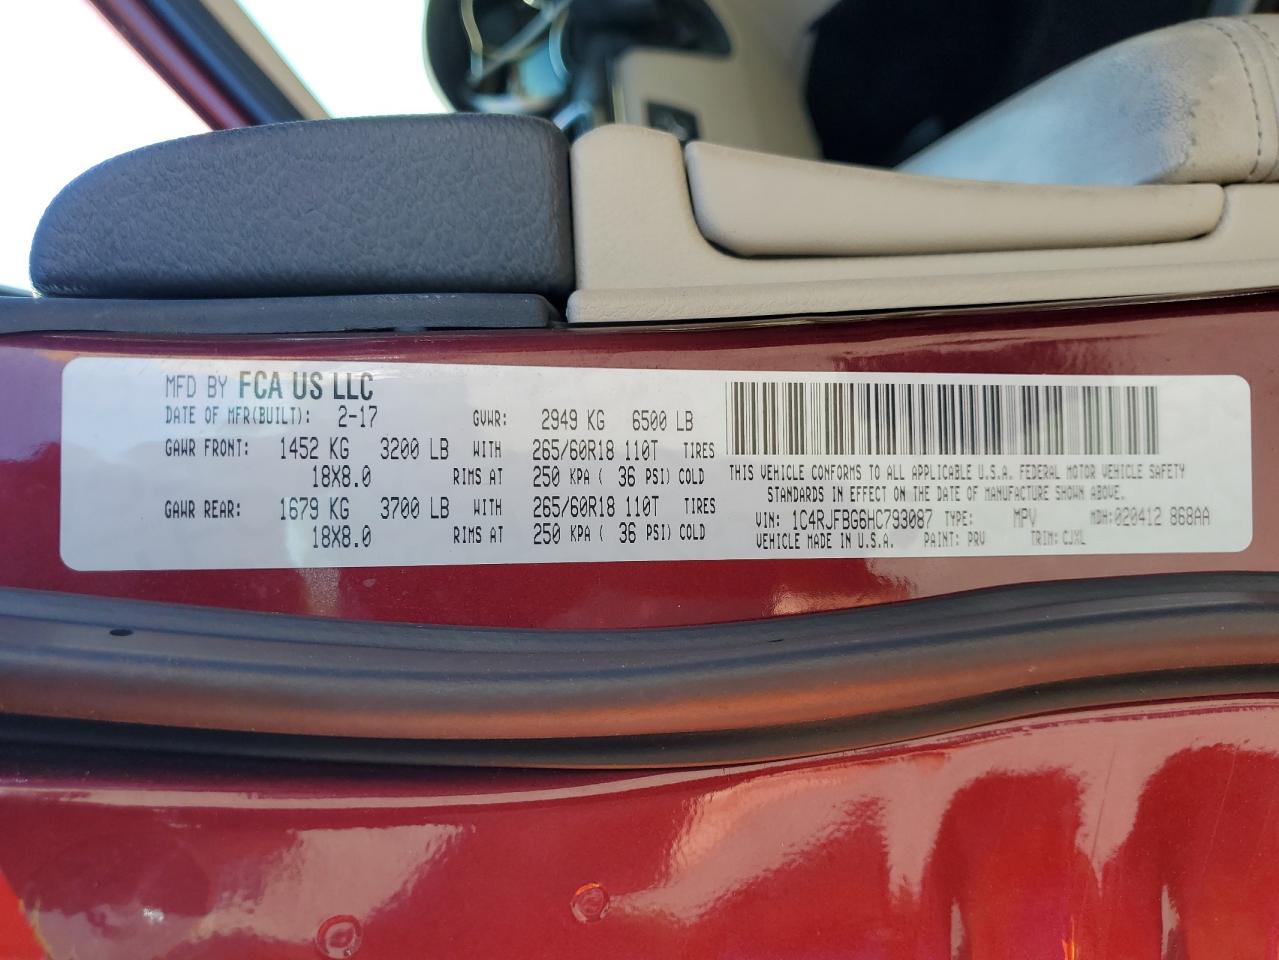 MFD BY FCA US LLC
DATE OF MFR(BUILT): 2-17 GVWR: 2949 KG 6500 LB
GAWR FRONT: 1452 KG 3200 LB WITH 265/60R18 110T TIRES
18X8.0 RIMS AT 250 KPA ( 36 PSI) COLD
GAWR REAR: 1679 KG 3700 LB WITH 265/60R18 110T TIRES
18X8.0 RIMS AT 250 KPA ( 36 PSI) COLD
THIS VEHICLE CONFORMS TO ALL APPLICABLE U.S.A. FEDERAL MOTOR VEHICLE SAFETY
STANDARDS IN EFFECT ON THE DATE OF MANUFACTURE SHOWN ABOVE.
VIN: 1C4RJFBG6HC793087 TYPE: MPV MDH:020412 868AA
VEHICLE MADE IN U.S.A. PAINT: PRV TRIM: CJXL